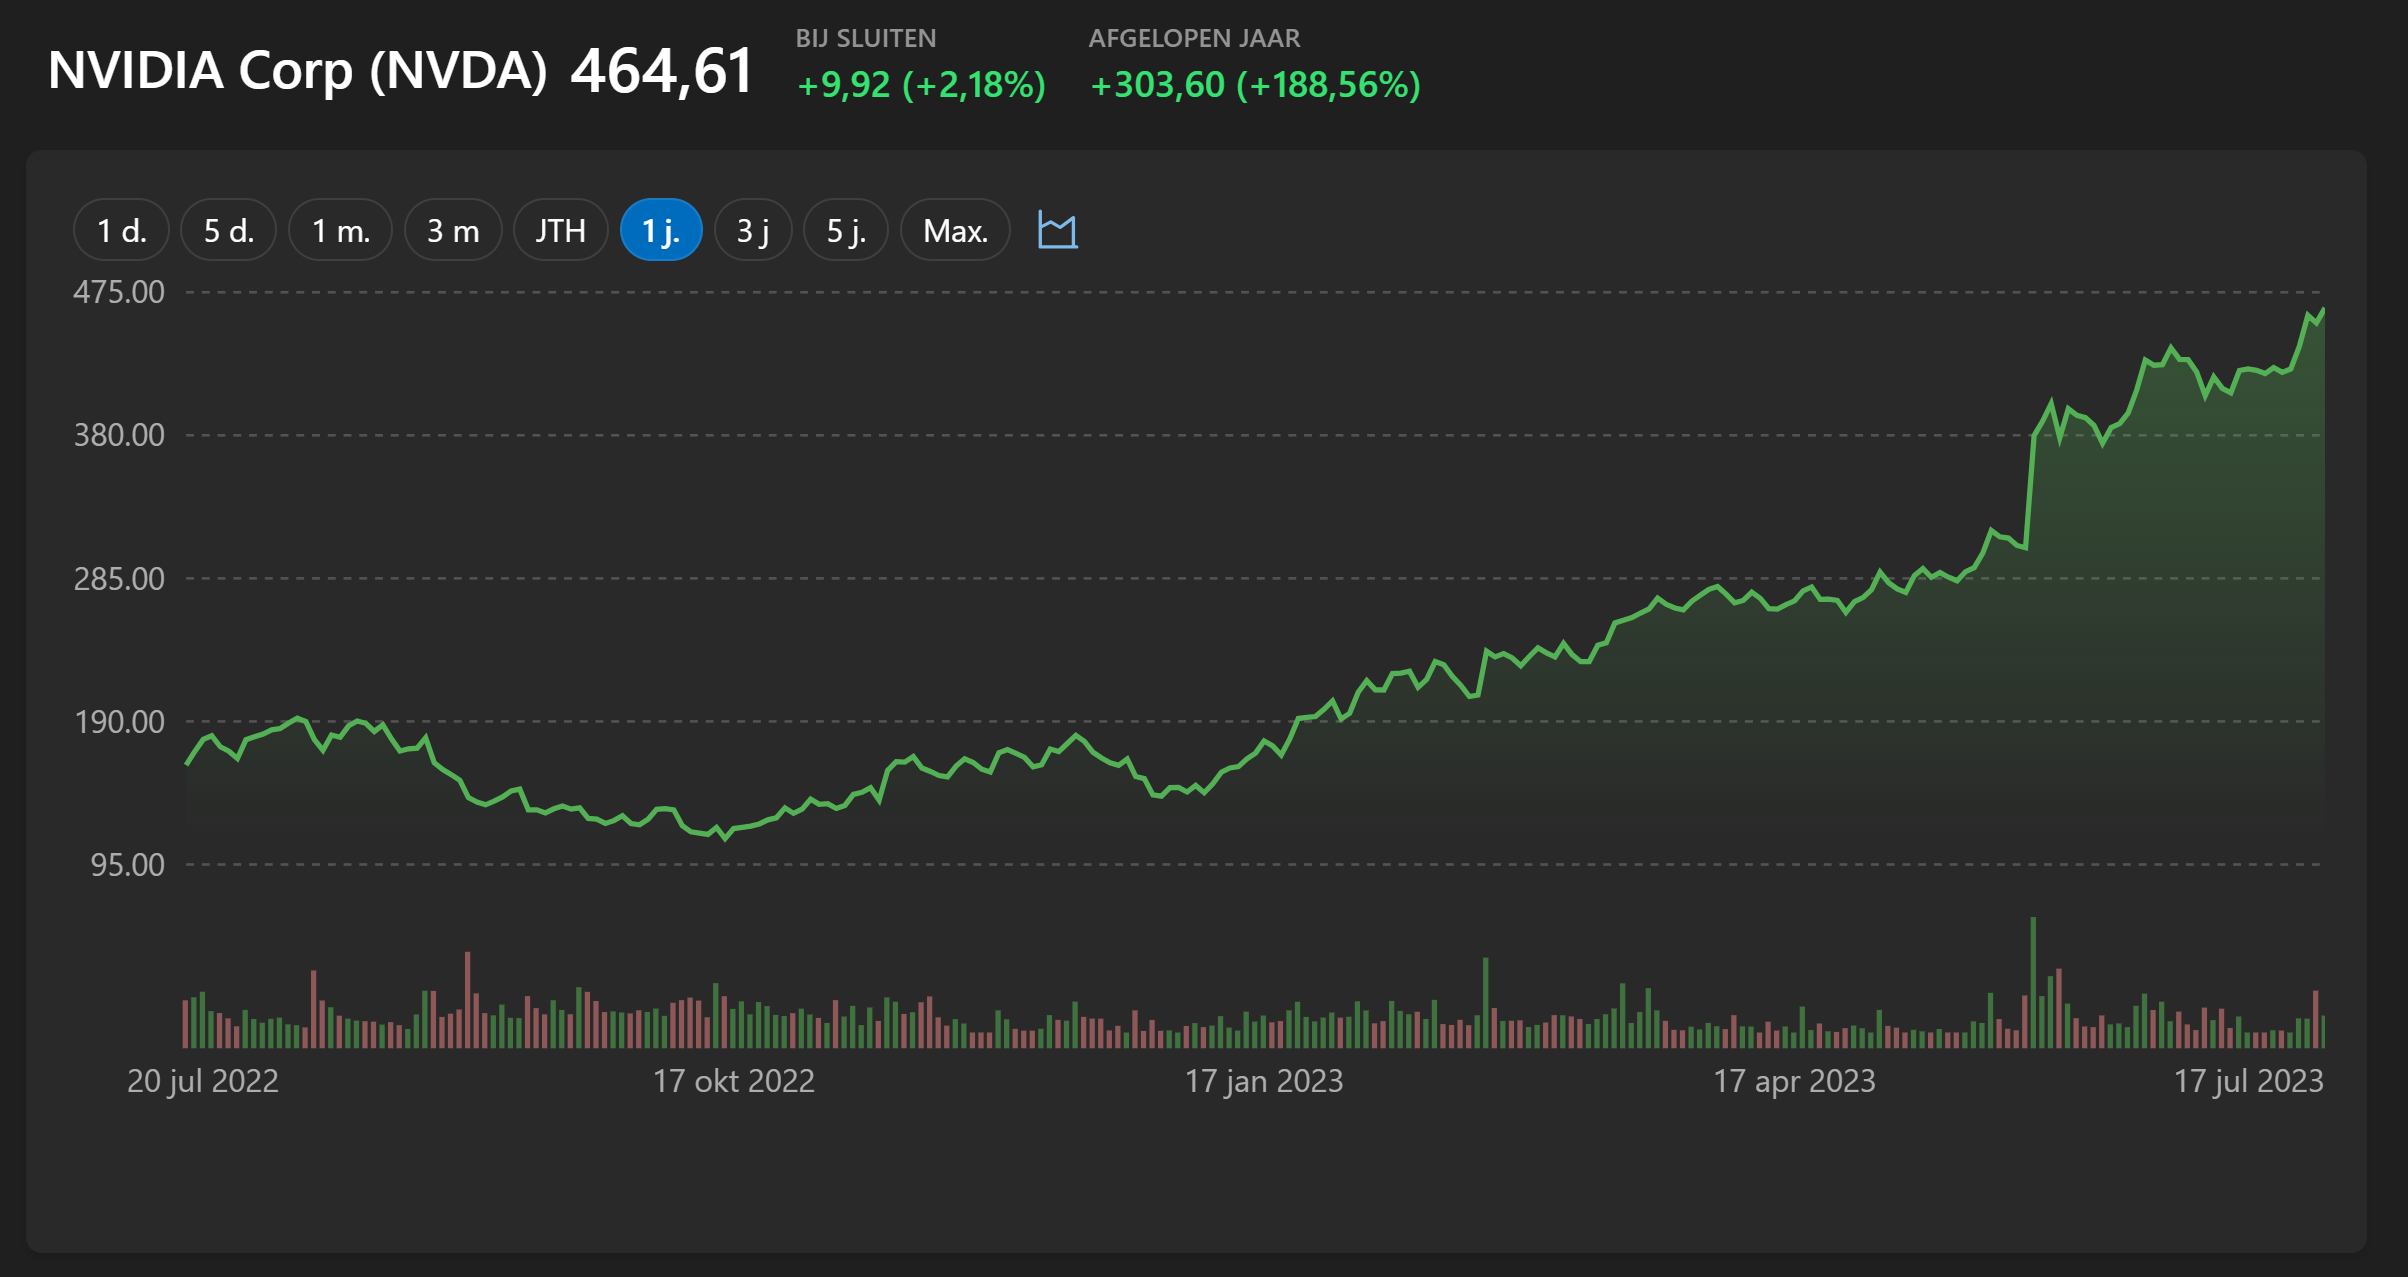 NVIDIA Corp (NVDA) 464,61
BIJ SLUITEN
+9,92 (+2,18%)
AFGELOPEN JAAR
+303,60 (+188,56%)
1 d. 5 d. 1 m. 3 m JTH 1 j. 3 j 5 j. Max.
475.00
380.00
285.00
190.00
95.00
20 jul 2022 17 okt 2022 17 jan 2023 17 apr 2023 17 jul 2023